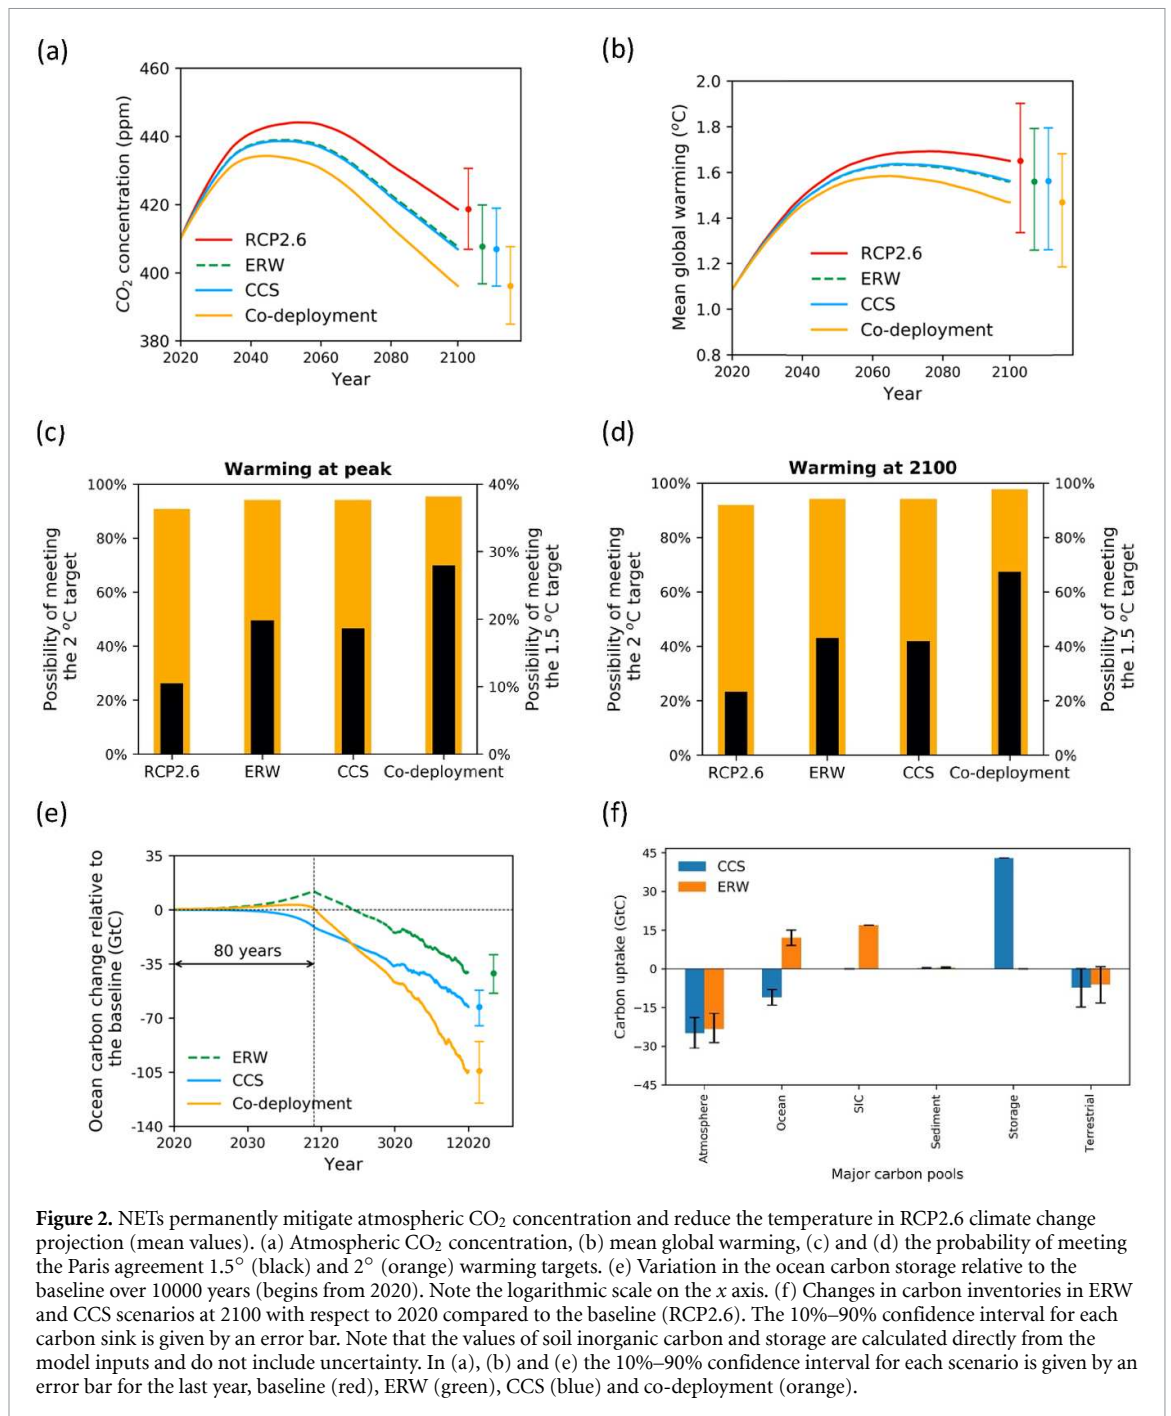 (a)
460
440
420
400
380
CO2 concentration (ppm)
RCP2.6
ERW
CCS
Co-deployment
2020 2040 2060 2080 2100
Year
(b)
2.0
1.8
1.6
1.4
1.2
1.0
0.8
Mean global warming (°C)
RCP2.6
ERW
CCS
Co-deployment
2020 2040 2060 2080 2100
Year
(c)
Warming at peak
100%
80%
60%
40%
20%
0%
Possibility of meeting
the 2 °C target
40%
30%
20%
10%
0%
Possibility of meeting
the 1.5 °C target
RCP2.6 ERW CCS Co-deployment
(d)
Warming at 2100
100%
80%
60%
40%
20%
0%
Possibility of meeting
the 2 °C target
100%
80%
60%
40%
20%
0%
Possibility of meeting
the 1.5 °C target
RCP2.6 ERW CCS Co-deployment
(e)
35
0
-35
-70
-105
-140
Ocean carbon change relative to
the baseline (GtC)
80 years
ERW
CCS
Co-deployment
2020 2030 2120 3020 12020
Year
(f)
45
30
15
0
−15
−30
−45
Carbon uptake (GtC)
CCS
ERW
Atmosphere
Ocean
SIC
Sediment
Storage
Terrestrial
Major carbon pools
Figure 2. NETs permanently mitigate atmospheric CO2 concentration and reduce the temperature in RCP2.6 climate change
projection (mean values). (a) Atmospheric CO2 concentration, (b) mean global warming, (c) and (d) the probability of meeting
the Paris agreement 1.5° (black) and 2° (orange) warming targets. (e) Variation in the ocean carbon storage relative to the
baseline over 10000 years (begins from 2020). Note the logarithmic scale on the x axis. (f) Changes in carbon inventories in ERW
and CCS scenarios at 2100 with respect to 2020 compared to the baseline (RCP2.6). The 10%–90% confidence interval for each
carbon sink is given by an error bar. Note that the values of soil inorganic carbon and storage are calculated directly from the
model inputs and do not include uncertainty. In (a), (b) and (e) the 10%–90% confidence interval for each scenario is given by an
error bar for the last year, baseline (red), ERW (green), CCS (blue) and co-deployment (orange).